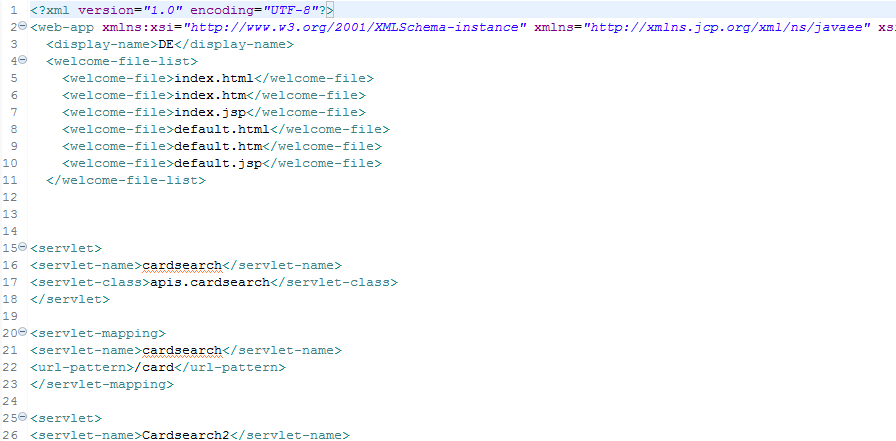 1 <?xml version="1.0" encoding="UTF-8"?>
2 <web-app xmlns:xsi="http://www.w3.org/2001/XMLSchema-instance" xmlns="http://xmlns.jcp.org/xml/ns/javaee" xsi
3 <display-name>DE</display-name>
4 <welcome-file-list>
5 <welcome-file>index.html</welcome-file>
6 <welcome-file>index.htm</welcome-file>
7 <welcome-file>index.jsp</welcome-file>
8 <welcome-file>default.html</welcome-file>
9 <welcome-file>default.htm</welcome-file>
10 <welcome-file>default.jsp</welcome-file>
11 </welcome-file-list>
12
13
14
15 <servlet>
16 <servlet-name>cardsearch</servlet-name>
17 <servlet-class>apis.cardsearch</servlet-class>
18 </servlet>
19
20 <servlet-mapping>
21 <servlet-name>cardsearch</servlet-name>
22 <url-pattern>/card</url-pattern>
23 </servlet-mapping>
24
25 <servlet>
26 <servlet-name>Cardsearch2</servlet-name>